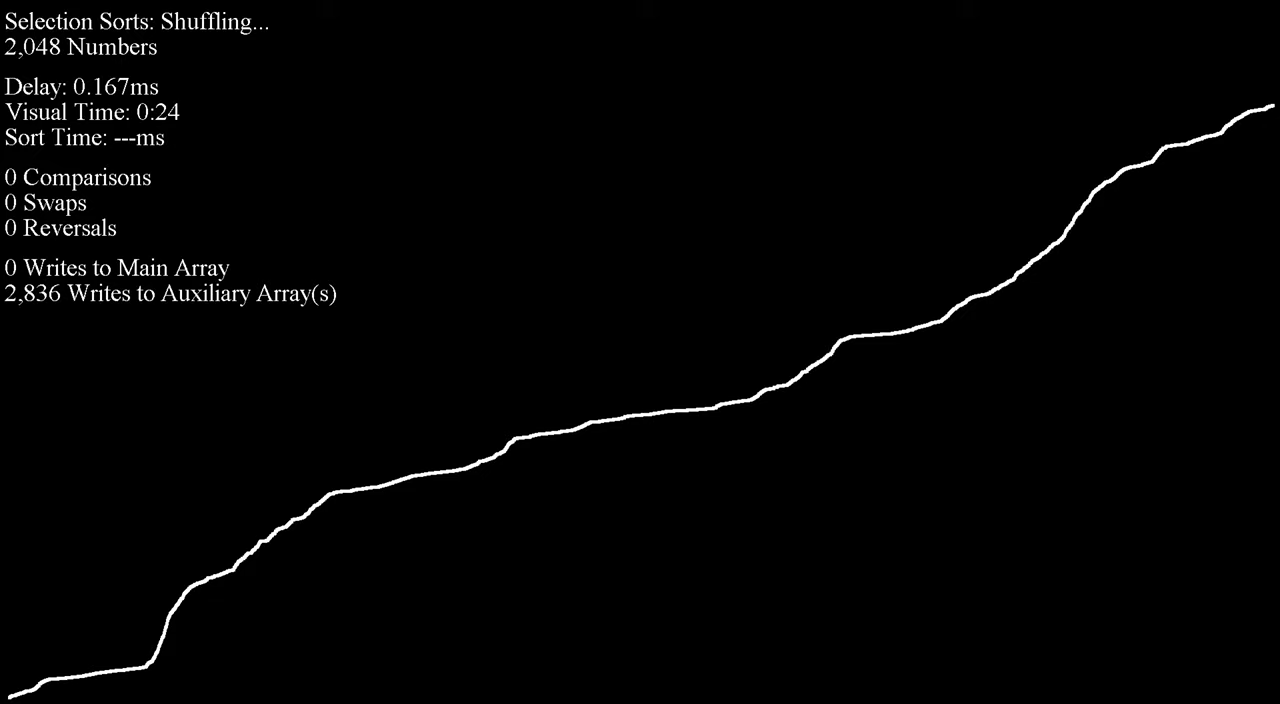 Selection Sorts: Shuffling...
2,048 Numbers
Delay: 0.167ms
Visual Time: 0:24
Sort Time: ---ms
0 Comparisons
0 Swaps
0 Reversals
0 Writes to Main Array
2,836 Writes to Auxiliary Array(s)